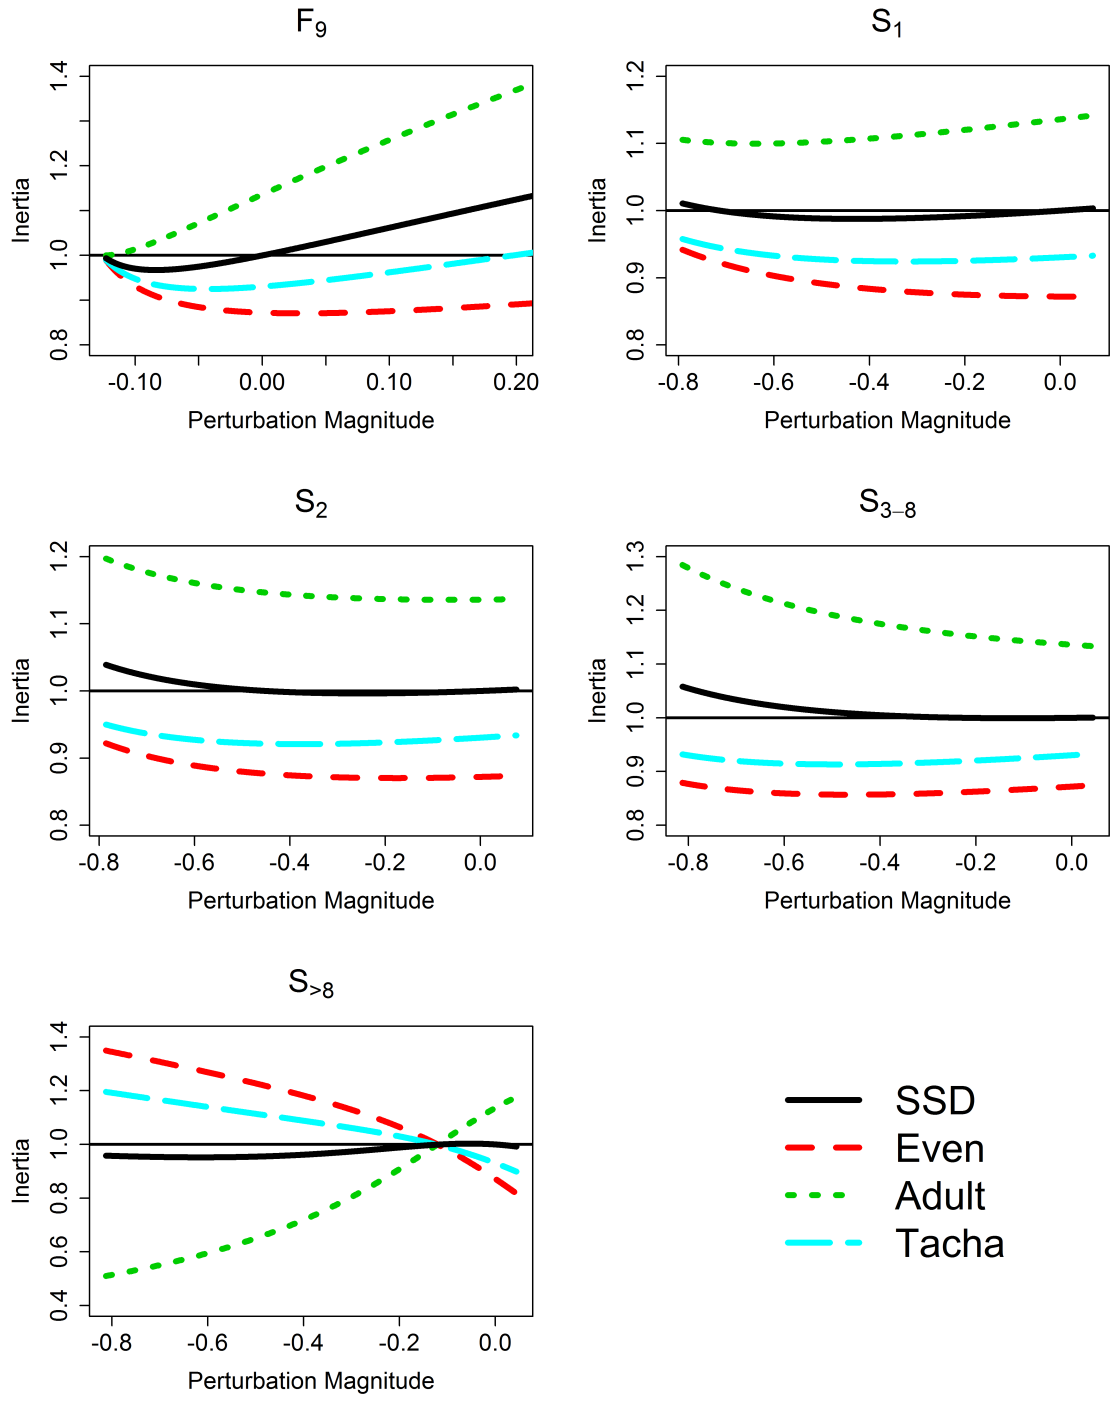 F9
1.4
1.2
1.0
0.8
Inertia
-0.10 0.00 0.10 0.20
Perturbation Magnitude
S1
1.2
1.1
1.0
0.9
0.8
Inertia
-0.8 -0.6 -0.4 -0.2 0.0
Perturbation Magnitude
S2
1.2
1.1
1.0
0.9
0.8
Inertia
-0.8 -0.6 -0.4 -0.2 0.0
Perturbation Magnitude
S3–8
1.3
1.2
1.1
1.0
0.9
0.8
Inertia
-0.8 -0.6 -0.4 -0.2 0.0
Perturbation Magnitude
S>8
1.4
1.2
1.0
0.8
0.6
0.4
Inertia
-0.8 -0.6 -0.4 -0.2 0.0
Perturbation Magnitude
SSD
Even
Adult
Tacha